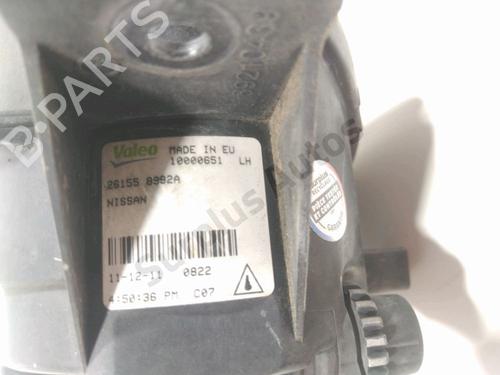 B-PARTS
89210439
Valeo
MADE IN EU
10000651 LH
26155 8992A
NISSAN
11-12-11 0822
4:50:36 PM C07
Surplus Autos